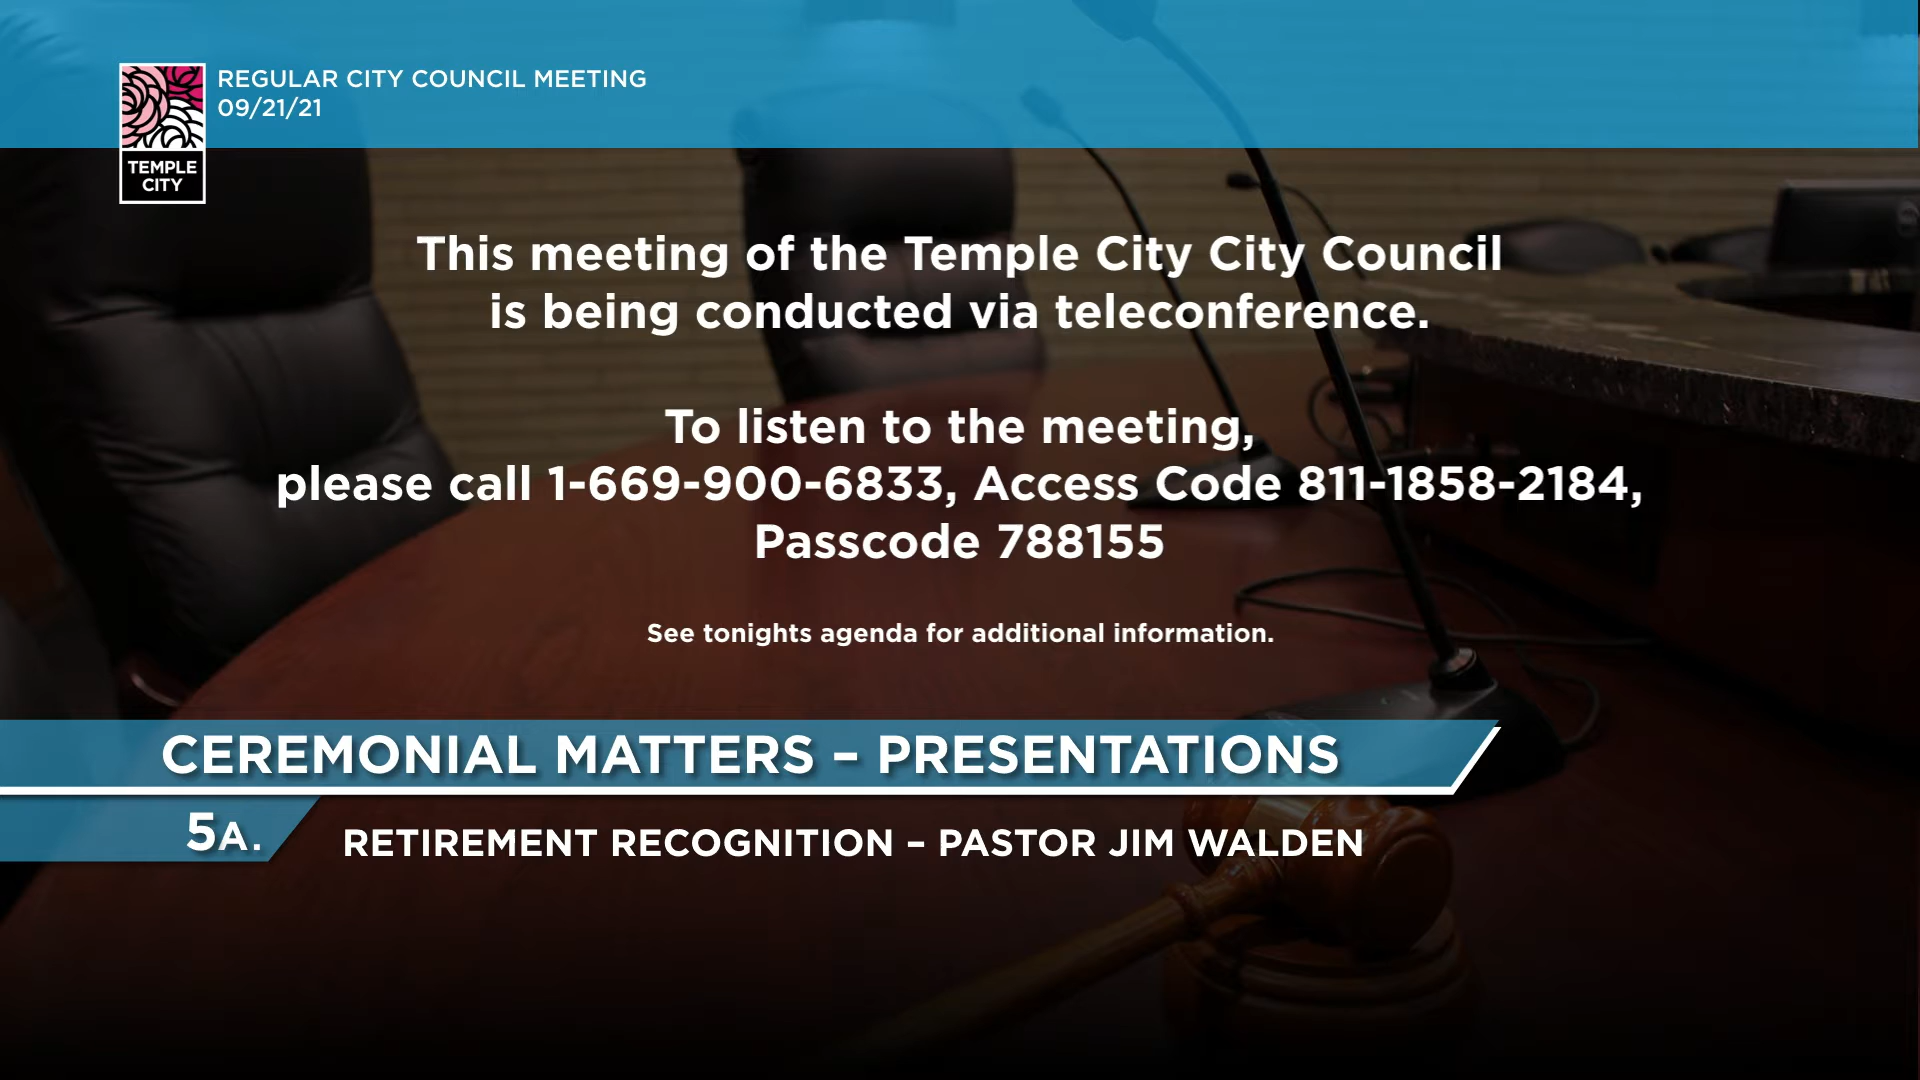 REGULAR CITY COUNCIL MEETING
09/21/21
TEMPLE
CITY
This meeting of the Temple City City Council
is being conducted via teleconference.
To listen to the meeting,
please call 1-669-900-6833, Access Code 811-1858-2184,
Passcode 788155
See tonights agenda for additional information.
CEREMONIAL MATTERS – PRESENTATIONS
5A.
RETIREMENT RECOGNITION – PASTOR JIM WALDEN